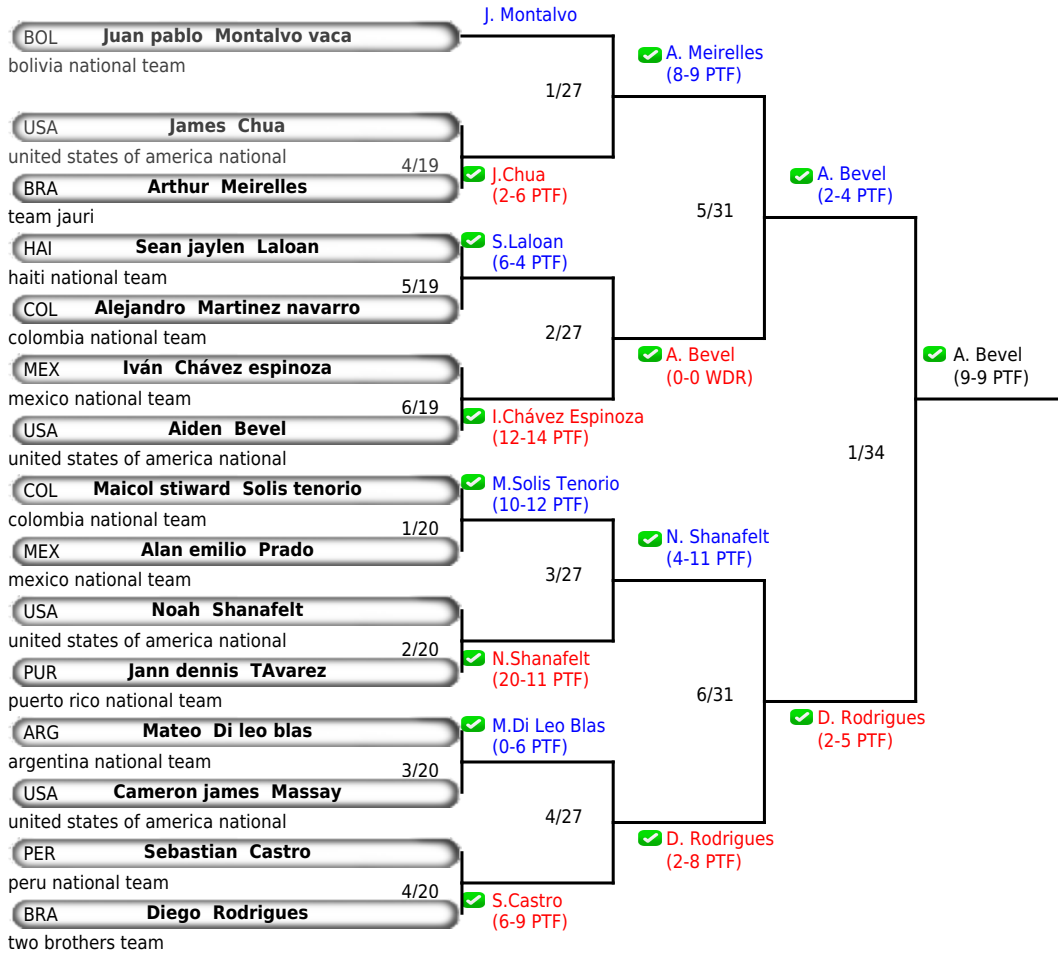 J. Montalvo
BOL Juan pablo Montalvo vaca
bolivia national team
A. Meirelles
(8-9 PTF)
1/27
USA James Chua
united states of america national
4/19
BRA Arthur Meirelles
team jauri
J.Chua
(2-6 PTF)
A. Bevel
(2-4 PTF)
5/31
HAI Sean jaylen Laloan
haiti national team
S.Laloan
(6-4 PTF)
5/19
COL Alejandro Martinez navarro
colombia national team
2/27
A. Bevel
(0-0 WDR)
A. Bevel
(9-9 PTF)
MEX Iván Chávez espinoza
mexico national team
6/19
USA Aiden Bevel
united states of america national
I.Chávez Espinoza
(12-14 PTF)
1/34
COL Maicol stiward Solis tenorio
colombia national team
M.Solis Tenorio
(10-12 PTF)
1/20
MEX Alan emilio Prado
mexico national team
N. Shanafelt
(4-11 PTF)
3/27
USA Noah Shanafelt
united states of america national
2/20
PUR Jann dennis TAvarez
puerto rico national team
N.Shanafelt
(20-11 PTF)
6/31
D. Rodrigues
(2-5 PTF)
ARG Mateo Di leo blas
argentina national team
M.Di Leo Blas
(0-6 PTF)
3/20
USA Cameron james Massay
united states of america national
4/27
D. Rodrigues
(2-8 PTF)
PER Sebastian Castro
peru national team
4/20
BRA Diego Rodrigues
two brothers team
S.Castro
(6-9 PTF)